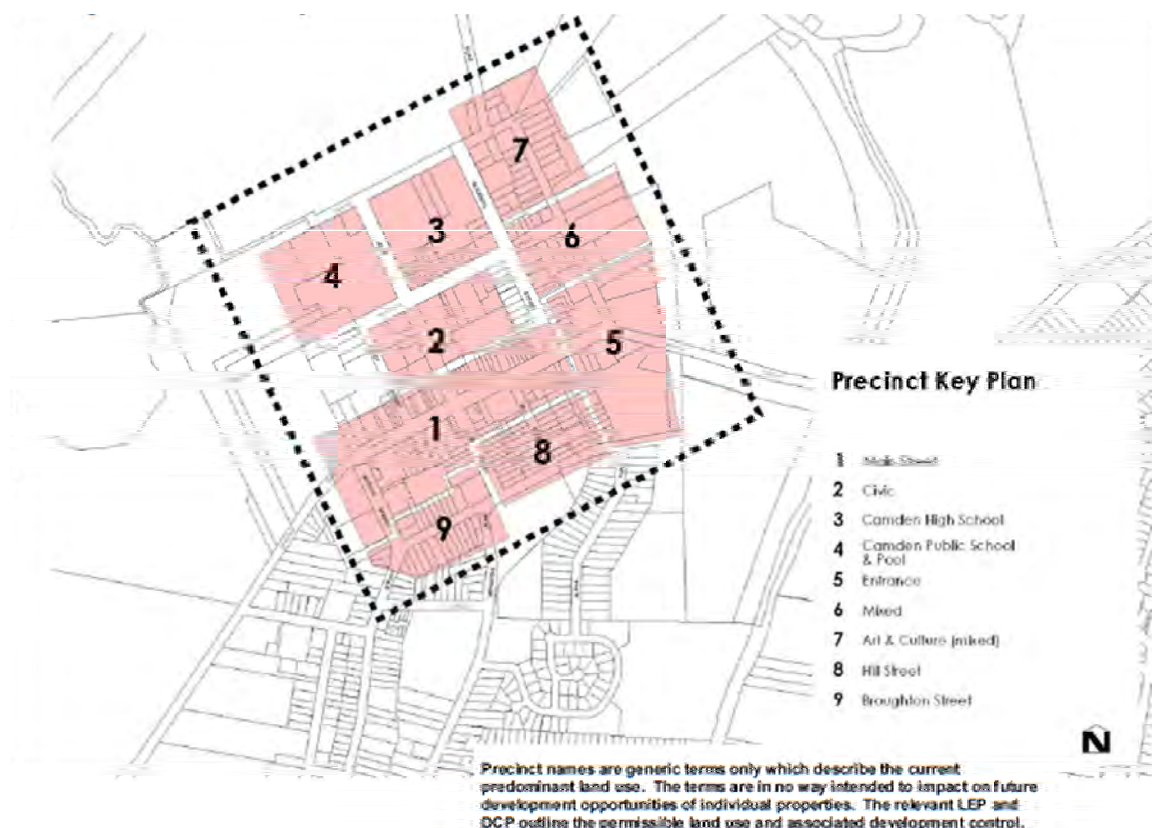 7
3
6
4
2
5
1
8
9
Precinct Key Plan
1 Main Street
2 Civic
3 Camden High School
4 Camden Public School
& Pool
5 Entrance
6 Mixed
7 Art & Culture (mixed)
8 Hill Street
9 Broughton Street
N
Precinct names are generic terms only which describe the current
predominant land use. The terms are in no way intended to impact on future
development opportunities of individual properties. The relevant LEP and
DCP outline the permissible land use and associated development control.